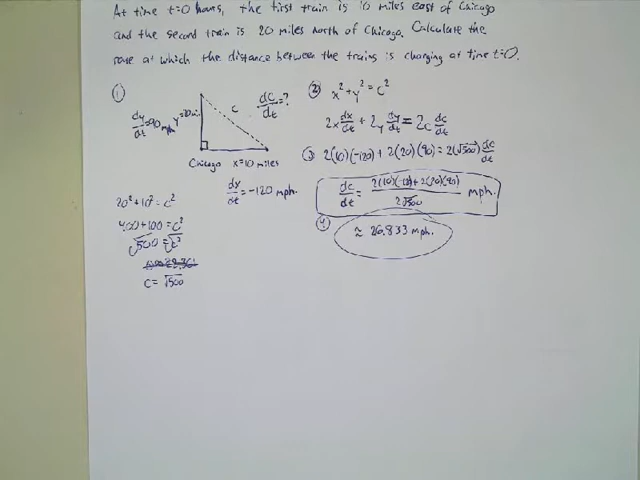 At time t=0 hours, the first train is 10 miles east of Chicago
and the second train is 20 miles north of Chicago. Calculate the
rate at which the distance between the trains is changing at time t=0.
① dy/dt=90 mph y=20mi c dc/dt=?
Chicago x=10 miles
dx/dt=-120 mph.
20²+10²=c²
400+100=c²
√500=√c²
c=√500
② x²+y²=c²
2x dx/dt+2y dy/dt=2c dc/dt
③ 2(10)(-120)+2(20)(90)=2(√500) dc/dt
dc/dt=2(10)(-120)+2(20)(90)/2√500 mph.
④ ≈ 26.833 mph.